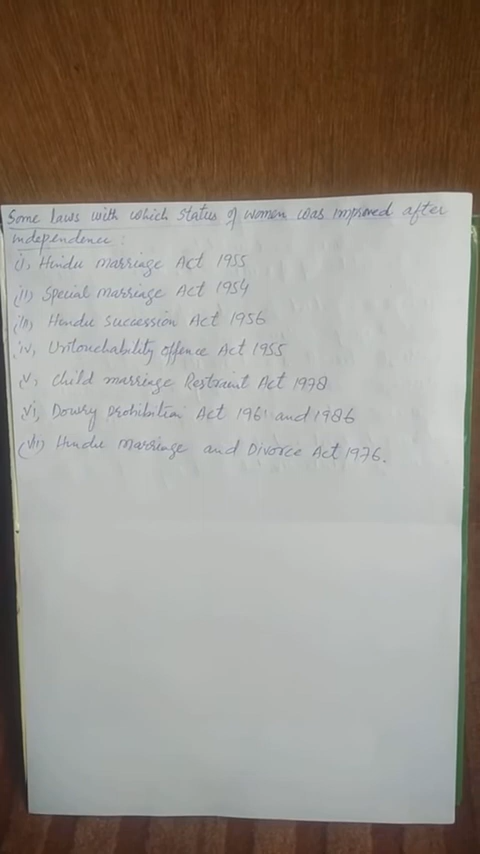 Some laws with which status of women was improved after
independence :
(i) Hindu Marriage Act 1955
(ii) Special Marriage Act 1954
(iii) Hindu Succession Act 1956
(iv) Untouchability offence Act 1955
(v) Child marriage Restraint Act 1978
(vi) Dowry Prohibition Act 1961 and 1986
(vii) Hindu Marriage and Divorce Act 1976.